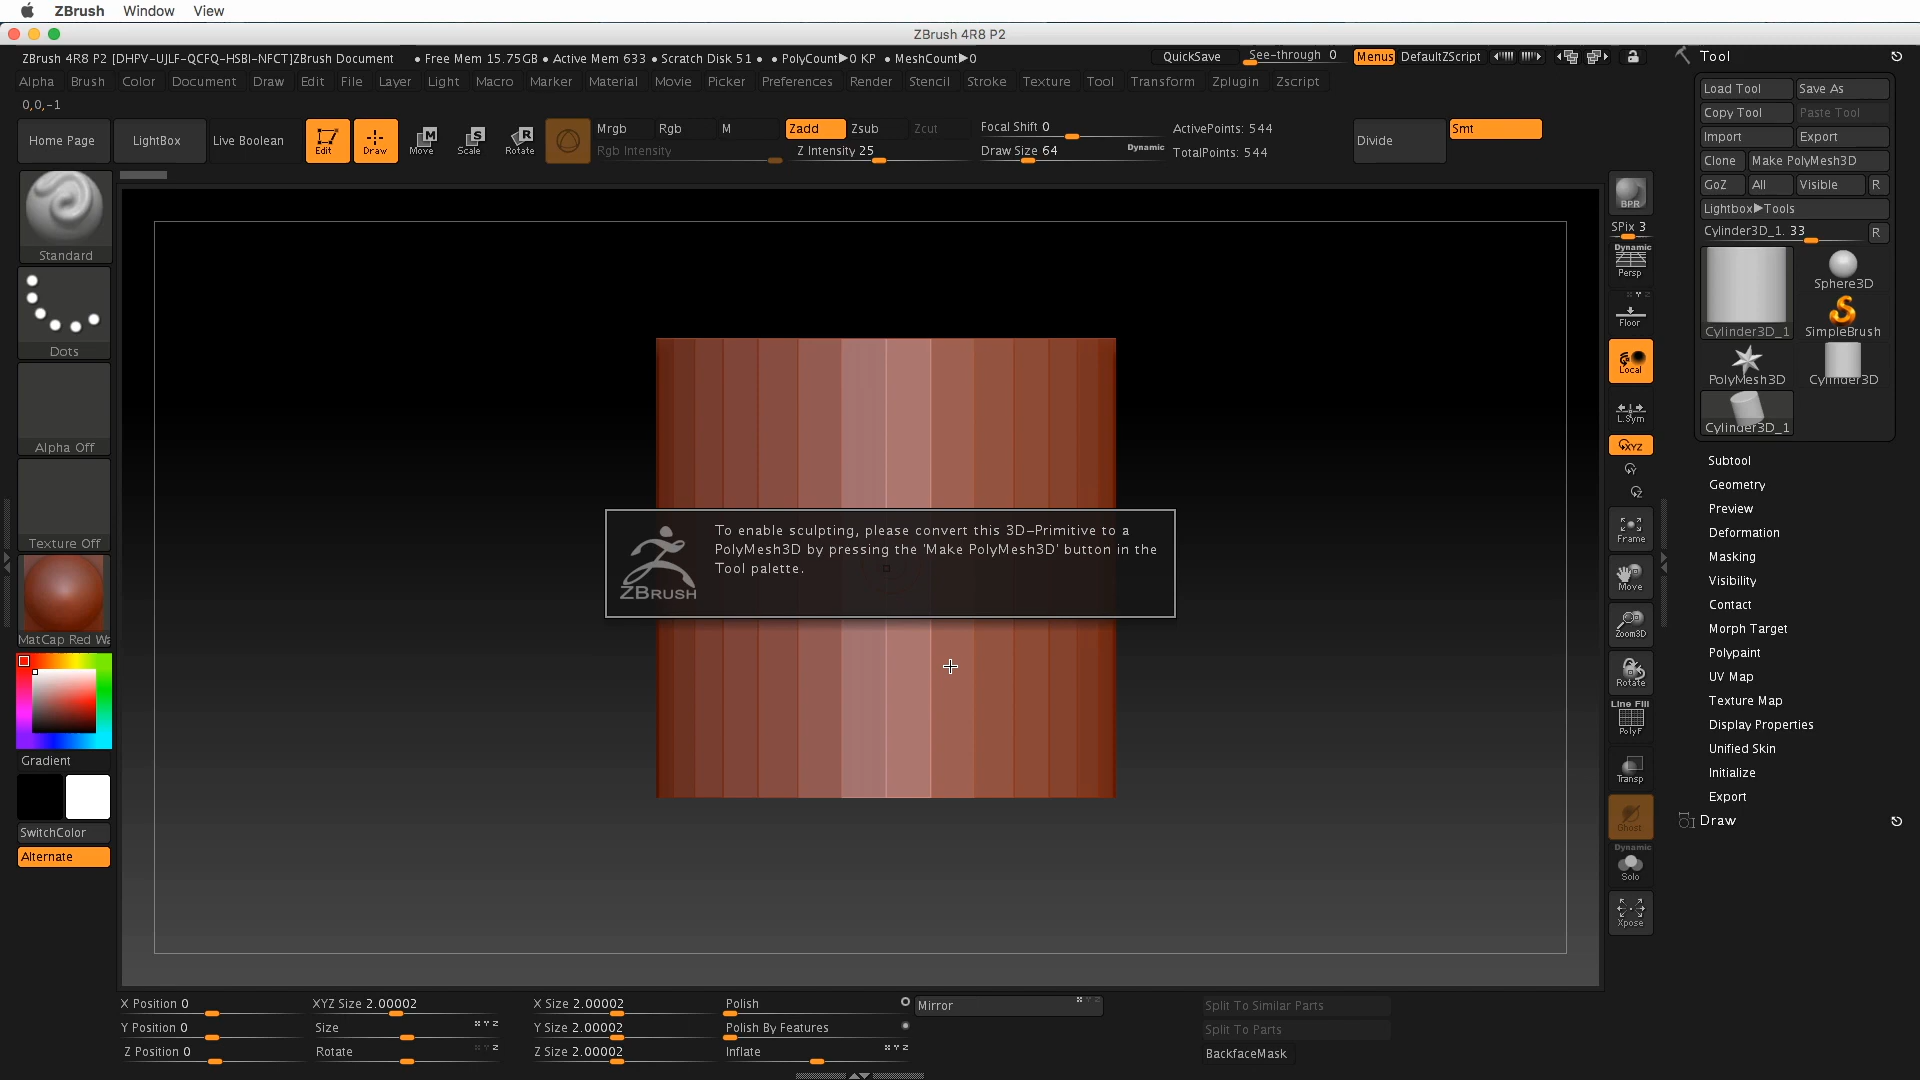 ZBrush Window View
ZBrush 4R8 P2
ZBrush 4R8 P2 [DHPV-UJLF-QCFQ-HSBI-NFCT]ZBrush Document • Free Mem 15.75GB • Active Mem 633 • Scratch Disk 51 • • PolyCount▶0 KP • MeshCount▶0 QuickSave See-through 0 Menus DefaultZScript
Alpha Brush Color Document Draw Edit File Layer Light Macro Marker Material Movie Picker Preferences Render Stencil Stroke Texture Tool Transform Zplugin Zscript
0,0,-1
Home Page LightBox Live Boolean Edit Draw Move Scale Rotate
Mrgb Rgb M Zadd Zsub Zcut Focal Shift 0 ActivePoints: 544
Rgb Intensity Z Intensity 25 Draw Size 64 Dynamic TotalPoints: 544
Divide Smt
Standard
Dots
Alpha Off
Texture Off
MatCap Red Wa
Gradient
SwitchColor
Alternate
To enable sculpting, please convert this 3D-Primitive to a
PolyMesh3D by pressing the 'Make PolyMesh3D' button in the
Tool palette.
ZBRUSH
BPR
SPix 3
Dynamic
Persp
Floor
Local
L.Sym
XYZ
Y
Z
Frame
Move
Zoom3D
Rotate
Line Fill
PolyF
Transp
Ghost
Dynamic
Solo
Xpose
Tool
Load Tool Save As
Copy Tool Paste Tool
Import Export
Clone Make PolyMesh3D
GoZ All Visible R
Lightbox▶Tools
Cylinder3D_1. 33 R
Sphere3D
Cylinder3D_1 SimpleBrush
PolyMesh3D Cylinder3D
Cylinder3D_1
Subtool
Geometry
Preview
Deformation
Masking
Visibility
Contact
Morph Target
Polypaint
UV Map
Texture Map
Display Properties
Unified Skin
Initialize
Export
Draw
X Position 0 XYZ Size 2.00002 X Size 2.00002 Polish Mirror Split To Similar Parts
Y Position 0 Size X Y Z Y Size 2.00002 Polish By Features Split To Parts
Z Position 0 Rotate X Y Z Z Size 2.00002 Inflate X Y Z BackfaceMask